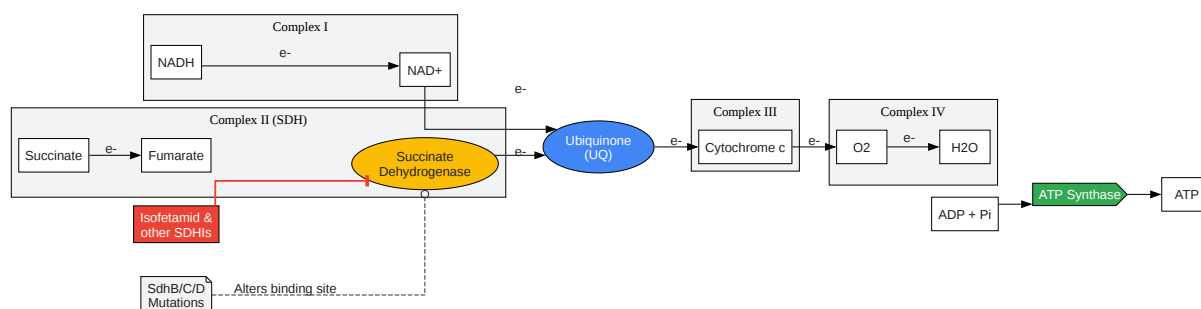 Complex I
NADH
e-
NAD+
e-
Complex II (SDH)
Succinate
e-
Fumarate
Succinate
Dehydrogenase
e-
Ubiquinone
(UQ)
e-
Complex III
Cytochrome c
e-
Complex IV
O2
e-
H2O
Isofetamid &
other SDHIs
SdhB/C/D
Mutations
Alters binding site
ADP + Pi
ATP Synthase
ATP